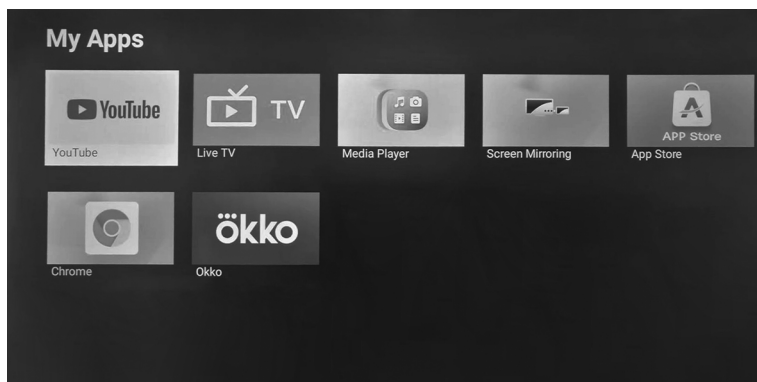 My Apps
YouTube
YouTube
TV
Live TV
Media Player
Screen Mirroring
APP Store
App Store
Chrome
ökko
Okko